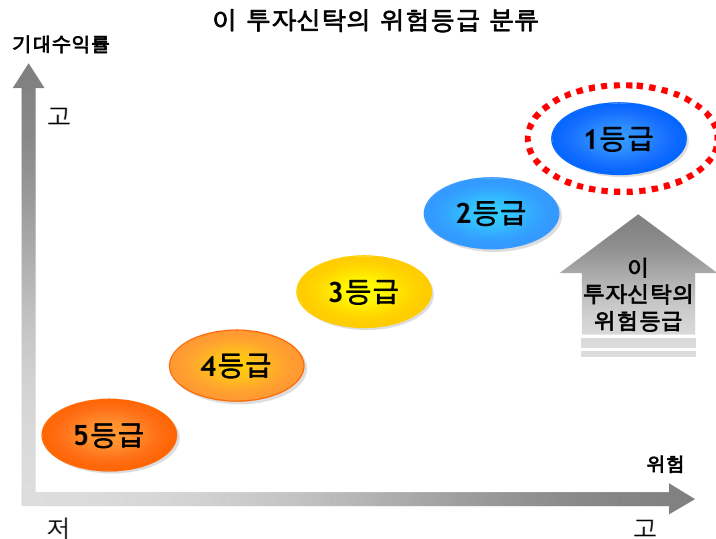 이 투자신탁의 위험등급 분류
기대수익률
고
1등급
2등급
이
투자신탁의
위험등급
3등급
4등급
5등급
위험
저
고